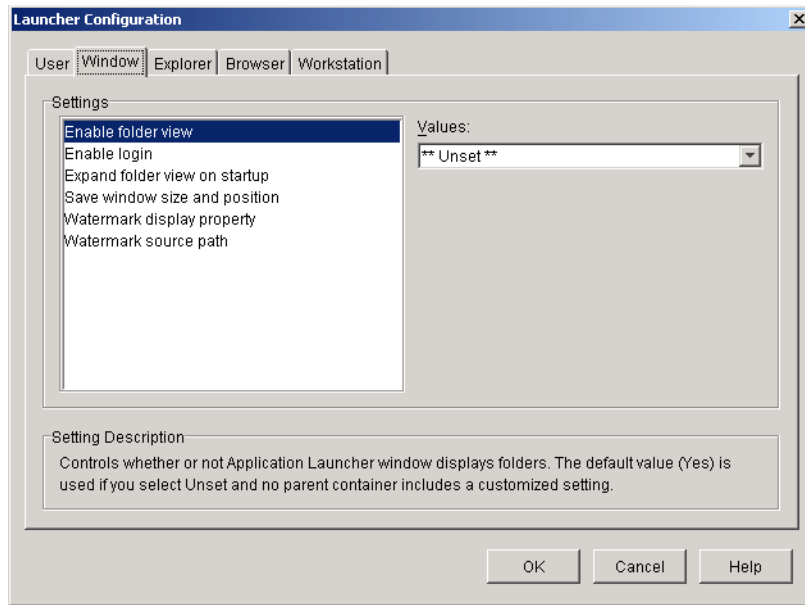 Launcher Configuration
User Window Explorer Browser Workstation
Settings
Enable folder view
Enable login
Expand folder view on startup
Save window size and position
Watermark display property
Watermark source path
Values:
** Unset **
Setting Description
Controls whether or not Application Launcher window displays folders. The default value (Yes) is
used if you select Unset and no parent container includes a customized setting.
OK Cancel Help